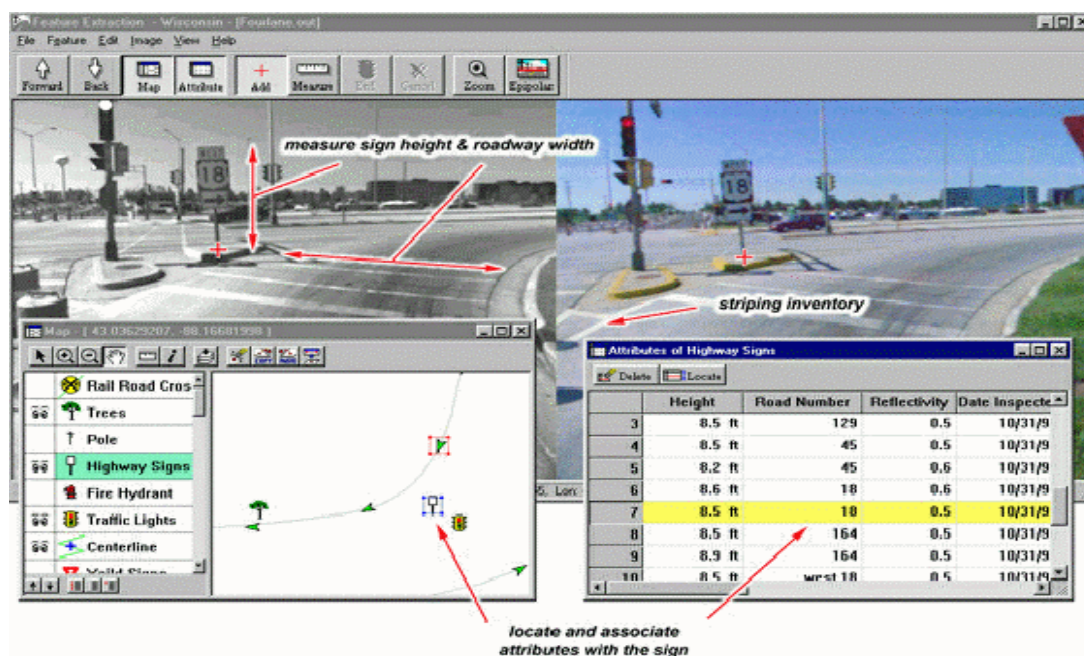 Feature Extraction - Wisconsin - [Fourlane.out]
File Feature Edit Image View Help
Forward Back Map Attribute Add Measure End Cancel Zoom Epipolar
measure sign height & roadway width
WEST
18
WEST
18
striping inventory
Map - [ 43.03629207, -88.16681998 ]
Rail Road Cros
Trees
Pole
Highway Signs
Fire Hydrant
Traffic Lights
Centerline
Yeild Signs
Lon
Attributes of Highway Signs
Delete Locate
Height Road Number Reflectivity Date Inspecte
3 8.5 ft 129 0.5 10/31/9
4 8.5 ft 45 0.5 10/31/9
5 8.2 ft 45 0.6 10/31/9
6 8.6 ft 18 0.6 10/31/9
7 8.5 ft 18 0.5 10/31/9
8 8.5 ft 164 0.5 10/31/9
9 8.9 ft 164 0.5 10/31/9
10 8.5 ft west 18 0.5 10/31/9
locate and associate
attributes with the sign